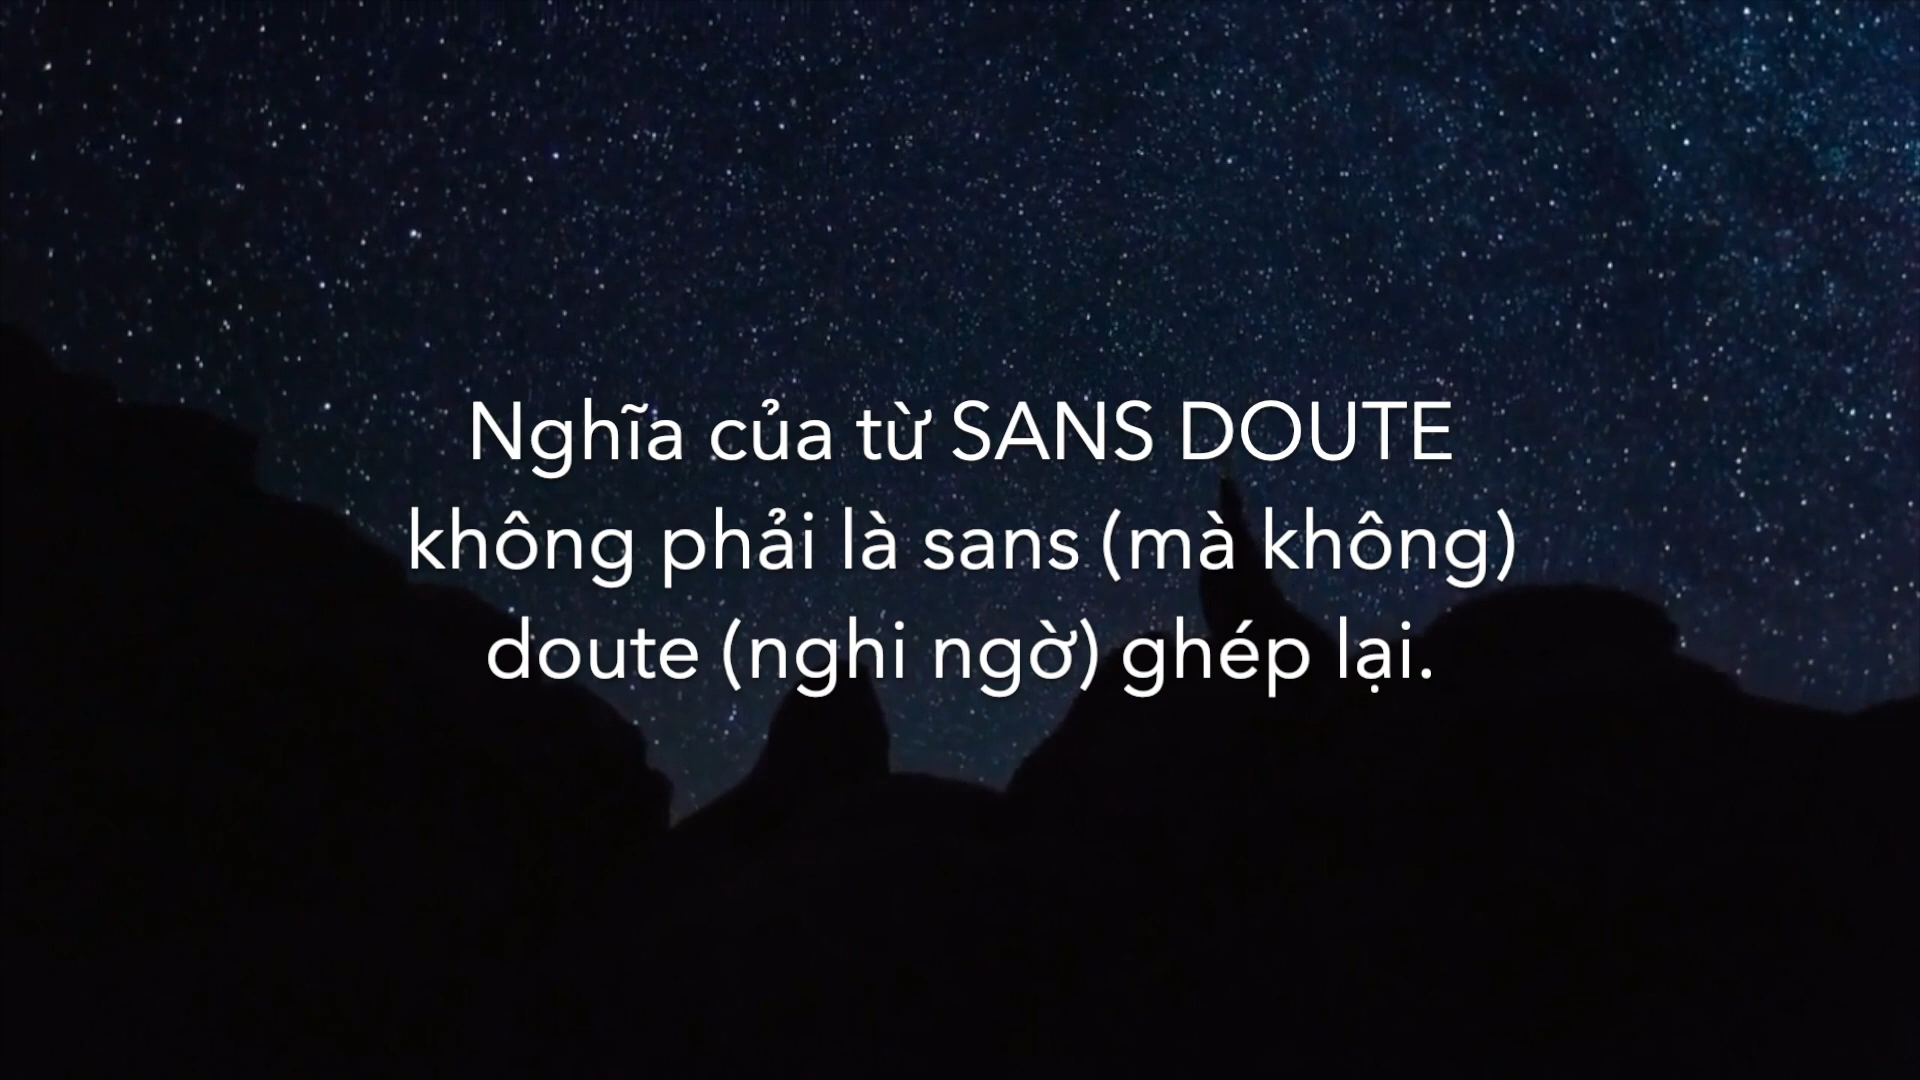 Nghĩa của từ SANS DOUTE
không phải là sans (mà không)
doute (nghi ngờ) ghép lại.